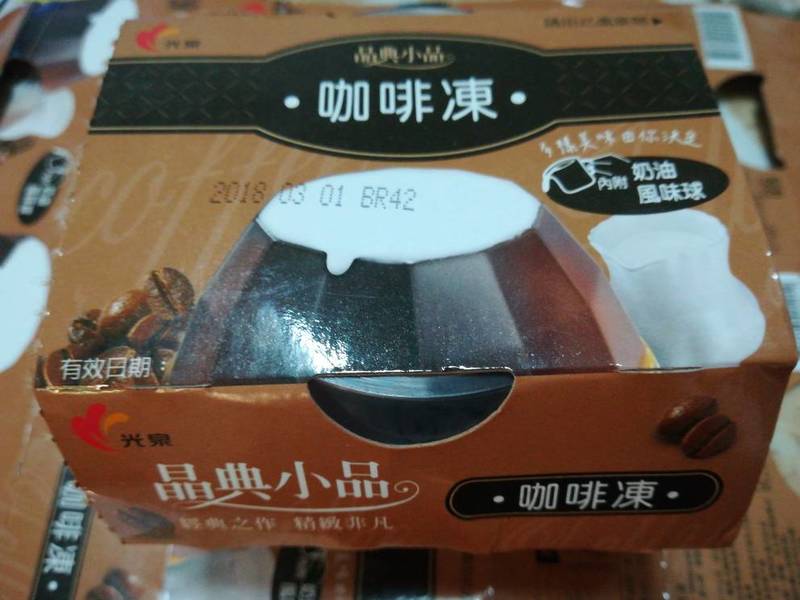 光泉
晶典小品
咖啡凍
多樣美味由你決定
內附 奶油
風味球
2018 03 01 BR42
有效日期：
光泉
晶典小品
經典之作 精緻非凡
咖啡凍
咖啡凍